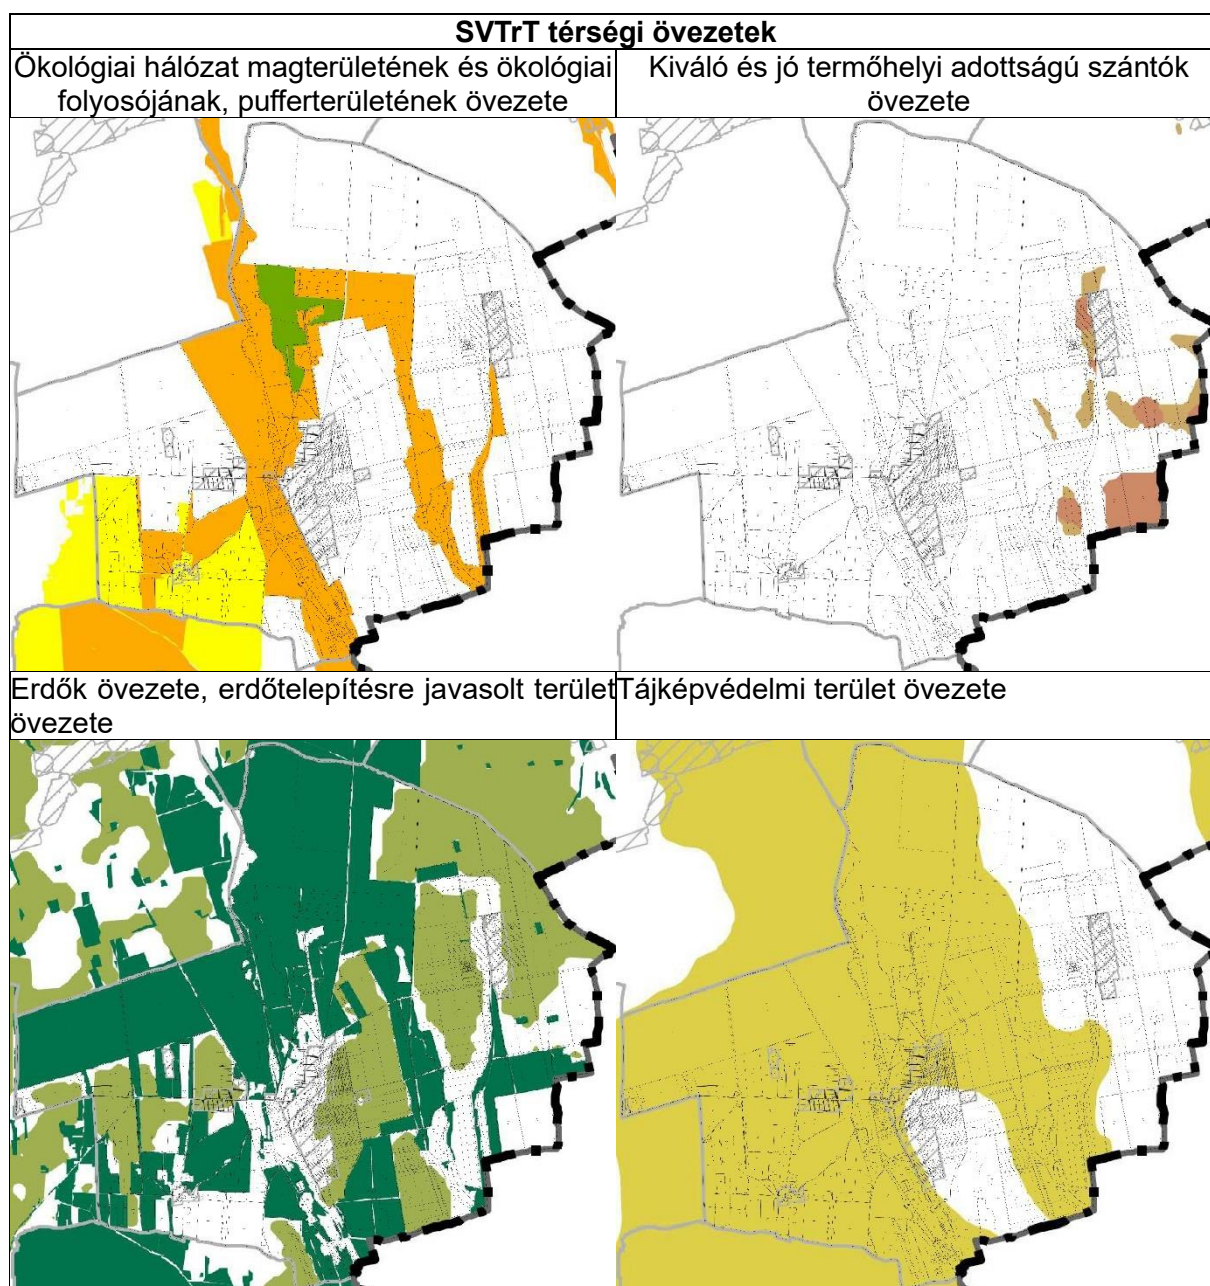 SVTrT térségi övezetek
Ökológiai hálózat magterületének és ökológiai
folyosójának, pufferterületének övezete
Kiváló és jó termőhelyi adottságú szántók
övezete
Erdők övezete, erdőtelepítésre javasolt terület
övezete
Tájképvédelmi terület övezete